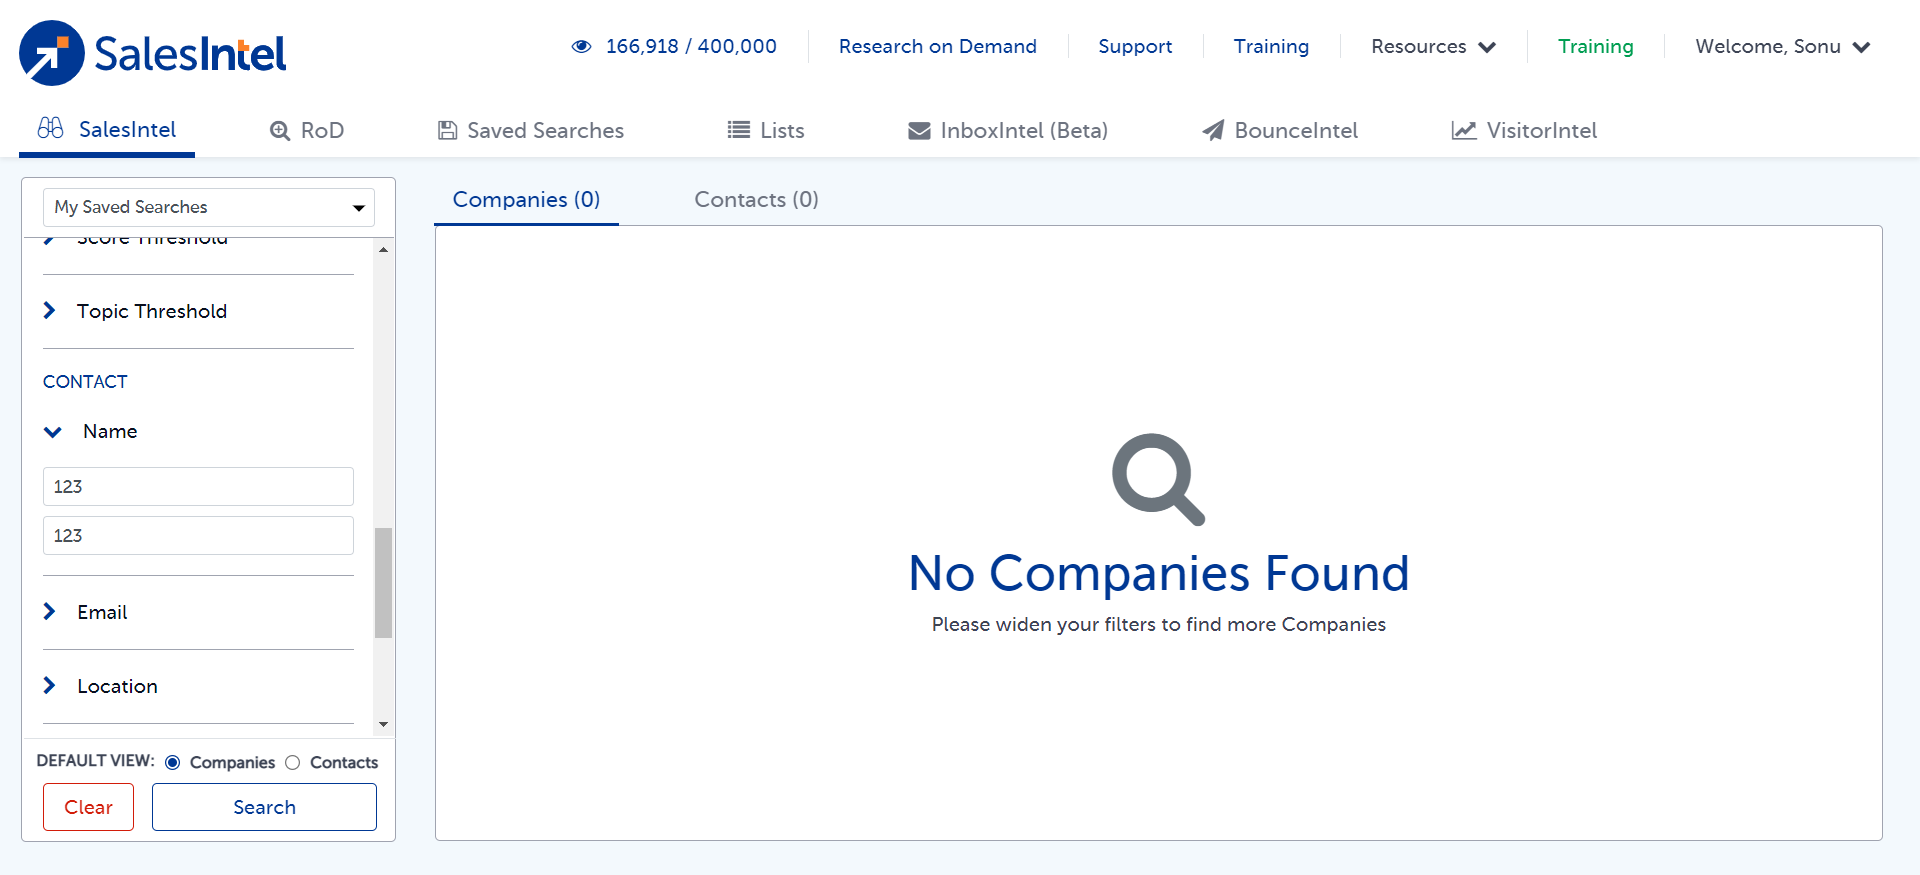 SalesIntel
166,918 / 400,000
Research on Demand
Support
Training
Resources
Training
Welcome, Sonu
SalesIntel
RoD
Saved Searches
Lists
InboxIntel (Beta)
BounceIntel
VisitorIntel
My Saved Searches
Score Threshold
Topic Threshold
CONTACT
Name
123
123
Email
Location
DEFAULT VIEW: Companies Contacts
Clear
Search
Companies (0)
Contacts (0)
No Companies Found
Please widen your filters to find more Companies